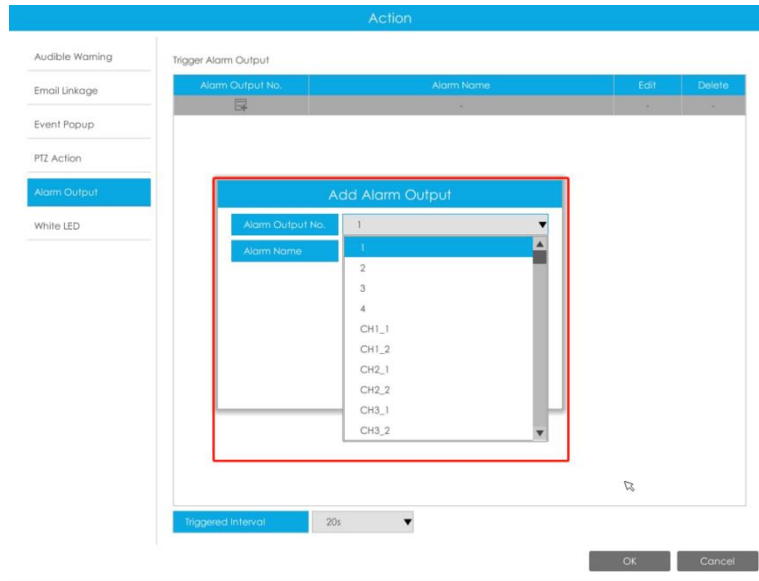 Action
Audible Warning
Email Linkage
Event Popup
PTZ Action
Alarm Output
White LED
Trigger Alarm Output
Alarm Output No. Alarm Name Edit Delete
- - -
Add Alarm Output
Alarm Output No. 1
Alarm Name
1
2
3
4
CH1_1
CH1_2
CH2_1
CH2_2
CH3_1
CH3_2
Triggered Interval 20s
OK Cancel